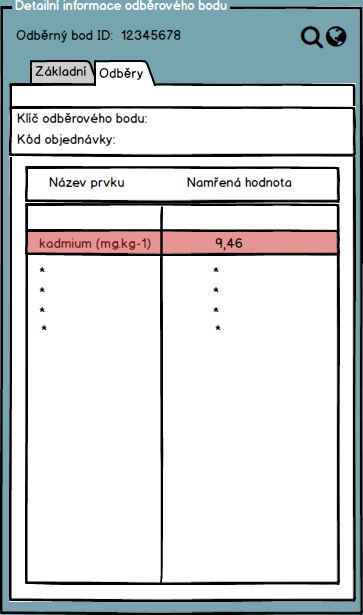 Detailní informace odběrového bodu
Odběrný bod ID: 12345678
Základní Odběry
Klíč odběrového bodu:
Kód objednávky:
Název prvku Namřená hodnota
kadmium (mg.kg-1) 9,46
* *
* *
* *
* *